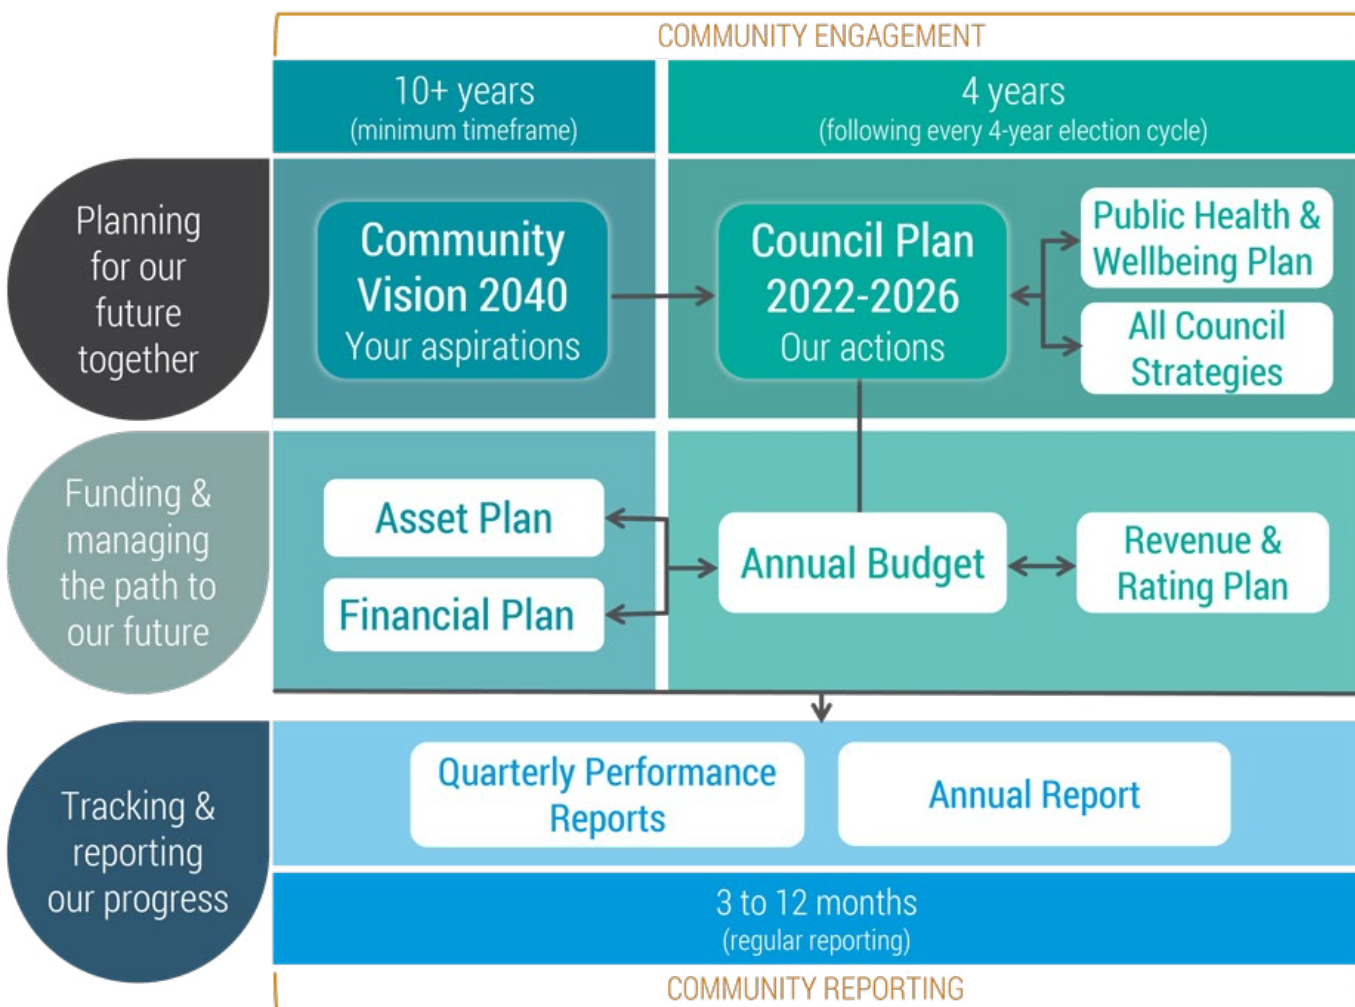 COMMUNITY ENGAGEMENT
10+ years
(minimum timeframe)
4 years
(following every 4-year election cycle)
Planning
for our
future
together
Community
Vision 2040
Your aspirations
Council Plan
2022-2026
Our actions
Public Health &
Wellbeing Plan
All Council
Strategies
Funding &
managing
the path to
our future
Asset Plan
Financial Plan
Annual Budget
Revenue &
Rating Plan
Tracking &
reporting
our progress
Quarterly Performance
Reports
Annual Report
3 to 12 months
(regular reporting)
COMMUNITY REPORTING